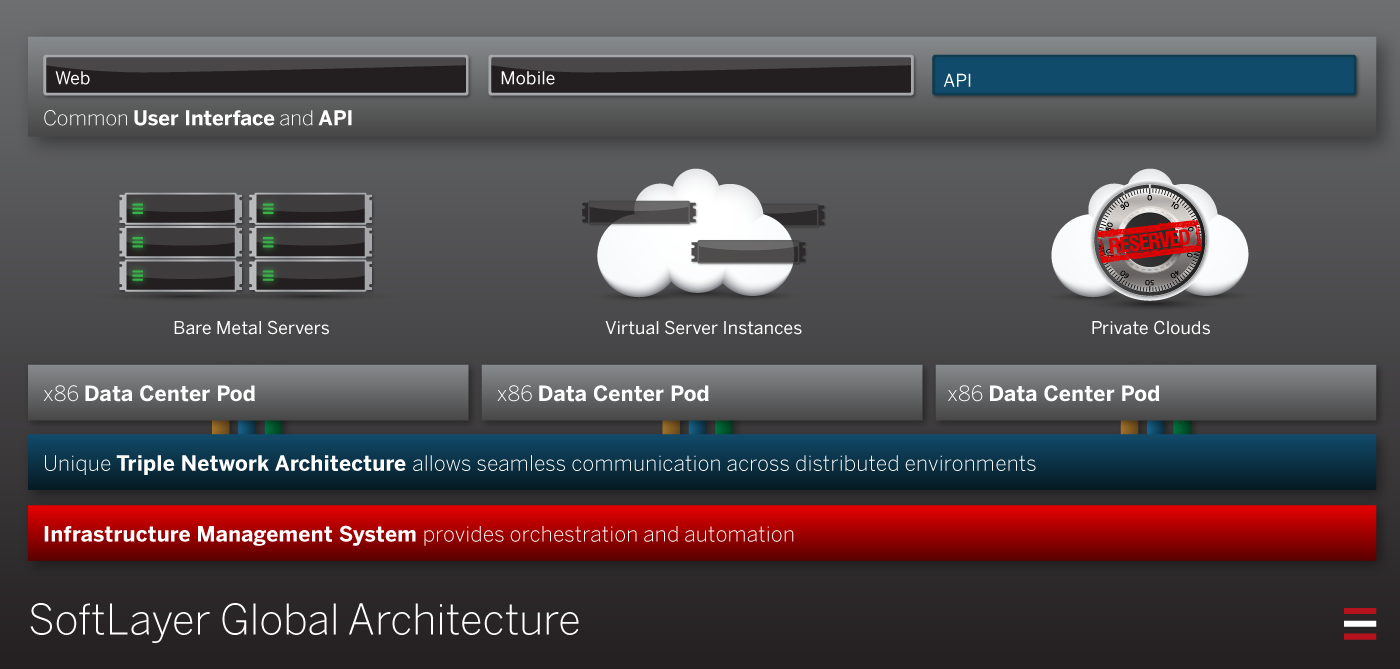 Web
Mobile
API
Common User Interface and API
RESERVED
Bare Metal Servers
Virtual Server Instances
Private Clouds
x86 Data Center Pod
x86 Data Center Pod
x86 Data Center Pod
Unique Triple Network Architecture allows seamless communication across distributed environments
Infrastructure Management System provides orchestration and automation
SoftLayer Global Architecture